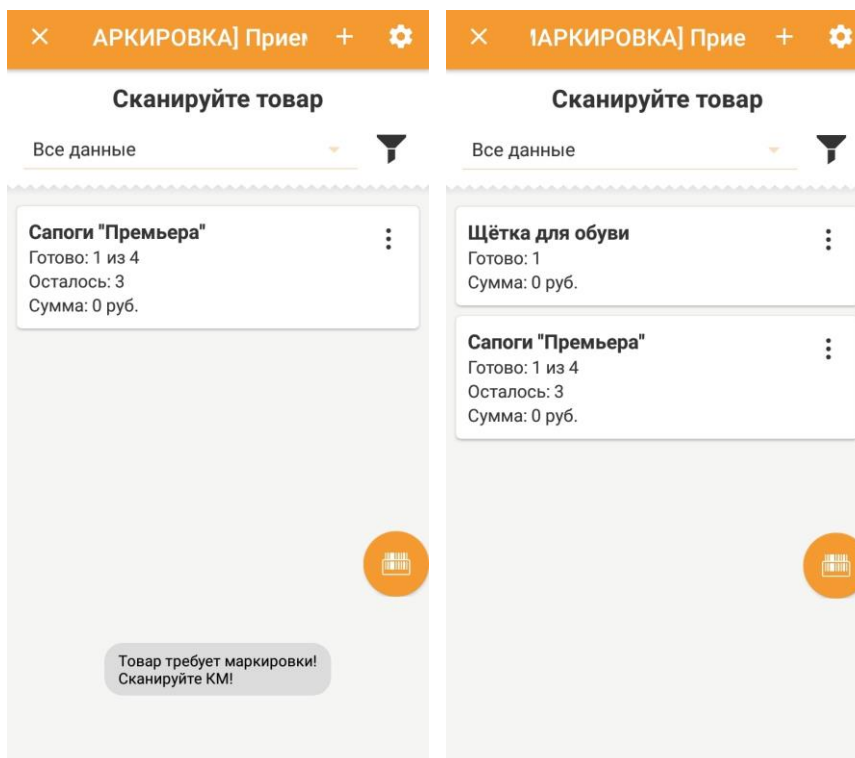 АРКИРОВКА] Прием
Сканируйте товар
Все данные
Сапоги "Премьера"
Готово: 1 из 4
Осталось: 3
Сумма: 0 руб.
Товар требует маркировки!
Сканируйте КМ!
МАРКИРОВКА] Прие
Сканируйте товар
Все данные
Щётка для обуви
Готово: 1
Сумма: 0 руб.
Сапоги "Премьера"
Готово: 1 из 4
Осталось: 3
Сумма: 0 руб.